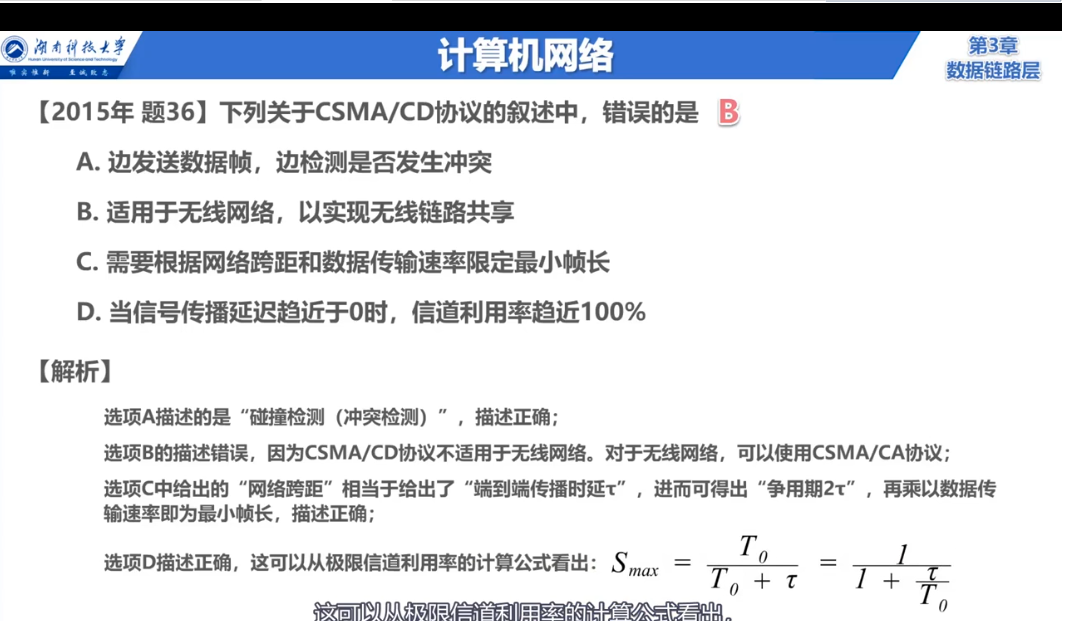 湖南科技大学
Hunan University of Science and Technology
唯实惟新 至诚致志
计算机网络
第3章
数据链路层
【2015年 题36】下列关于CSMA/CD协议的叙述中，错误的是 B
A. 边发送数据帧，边检测是否发生冲突
B. 适用于无线网络，以实现无线链路共享
C. 需要根据网络跨距和数据传输速率限定最小帧长
D. 当信号传播延迟趋近于0时，信道利用率趋近100%
【解析】
选项A描述的是“碰撞检测（冲突检测）”，描述正确；
选项B的描述错误，因为CSMA/CD协议不适用于无线网络。对于无线网络，可以使用CSMA/CA协议；
选项C中给出的“网络跨距”相当于给出了“端到端传播时延τ”，进而可得出“争用期2τ”，再乘以数据传
输速率即为最小帧长，描述正确；
选项D描述正确，这可以从极限信道利用率的计算公式看出：S_max = T_0 / (T_0 + τ) = 1 / (1 + τ/T_0)
这可以从极限信道利用率的计算公式看出。